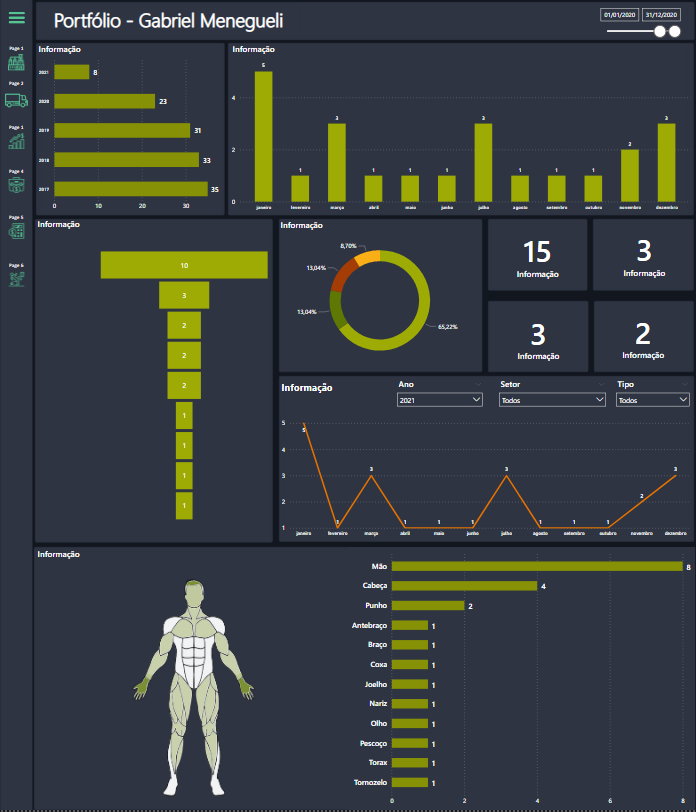 Portfólio - Gabriel Menegueli
01/01/2020 31/12/2020
Page 1
Page 2
Page 1
Page 4
Page 5
Page 6
Informação
2021 8
2020 23
2019 31
2018 33
2017 35
0 10 20 30
Informação
4
2
0
5 1 3 1 1 1 3 1 1 1 2 3
janeiro fevereiro março abril maio junho julho agosto setembro outubro novembro dezembro
Informação
10
3
2
2
2
1
1
1
1
Informação
8,70%
13,04%
13,04%
65,22%
15
Informação
3
Informação
3
Informação
2
Informação
Informação
Ano Setor Tipo
2021 Todos Todos
5
4
3
2
1
5 1 3 1 1 1 3 1 1 1 2 3
janeiro fevereiro março abril maio junho julho agosto setembro outubro novembro dezembro
Informação
Mão 8
Cabeça 4
Punho 2
Antebraço 1
Braço 1
Coxa 1
Joelho 1
Nariz 1
Olho 1
Pescoço 1
Torax 1
Tornozelo 1
0 2 4 6 8